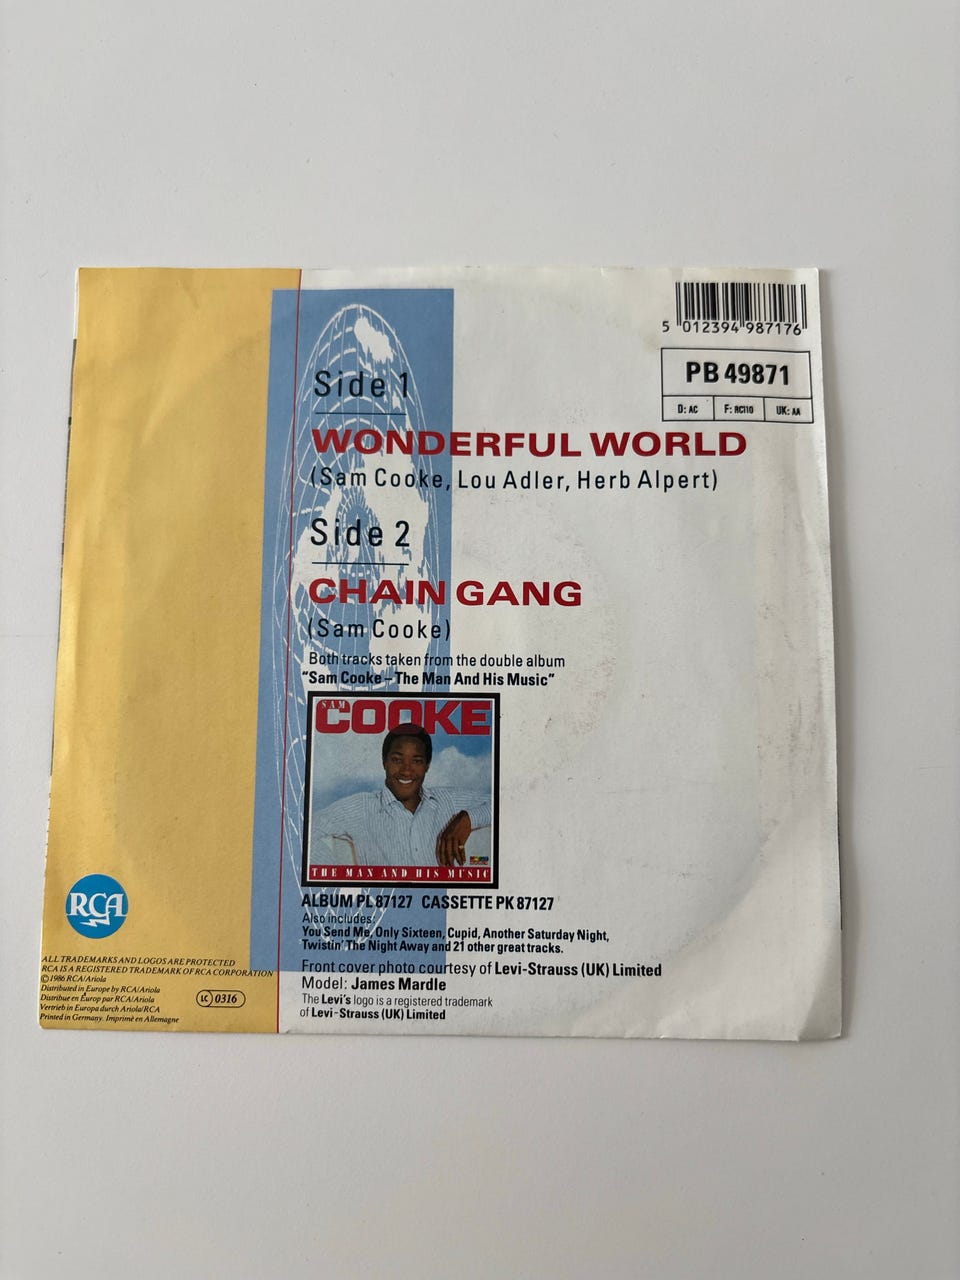 5 012394 987176
PB 49871
D: AC F: RC110 UK: AA
Side 1
WONDERFUL WORLD
(Sam Cooke, Lou Adler, Herb Alpert)
Side 2
CHAIN GANG
(Sam Cooke)
Both tracks taken from the double album
"Sam Cooke – The Man And His Music"
SAM
COOKE
THE MAN AND HIS MUSIC
ALBUM PL 87127 CASSETTE PK 87127
Also includes:
You Send Me, Only Sixteen, Cupid, Another Saturday Night,
Twistin' The Night Away and 21 other great tracks.
Front cover photo courtesy of Levi-Strauss (UK) Limited
Model: James Mardle
The Levi's logo is a registered trademark
of Levi-Strauss (UK) Limited
RCA
ALL TRADEMARKS AND LOGOS ARE PROTECTED
RCA IS A REGISTERED TRADEMARK OF RCA CORPORATION
© 1986 RCA/Ariola
Distributed in Europe by RCA/Ariola
Distribue en Europ par RCA/Ariola
Vertrieb in Europa durch Ariola/RCA
Printed in Germany. Imprimé en Allemagne
LC 0316